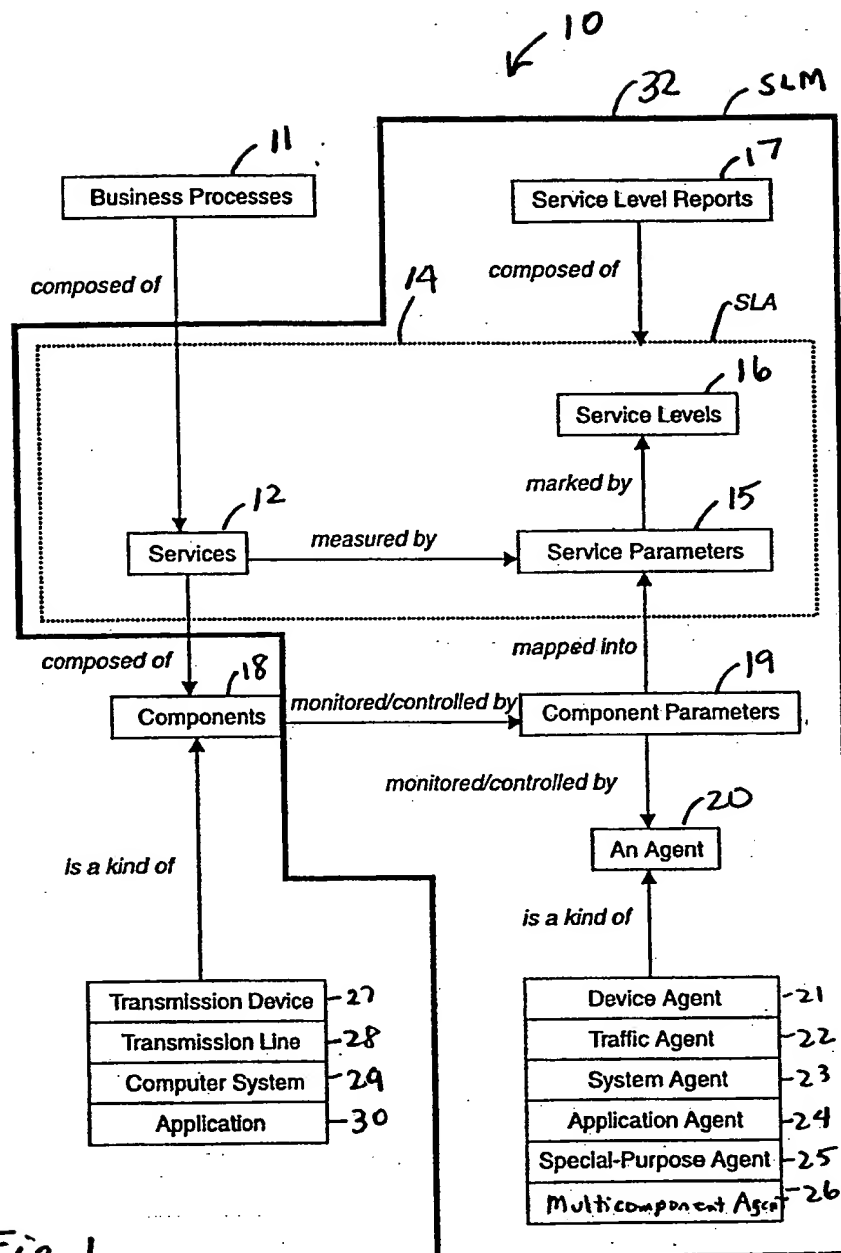 10
32 SLM
11
17
Business Processes
Service Level Reports
composed of
composed of
14
SLA
16
Service Levels
marked by
12
15
Services
measured by
Service Parameters
composed of
mapped into
18
19
Components
monitored/controlled by
Component Parameters
monitored/controlled by
20
An Agent
is a kind of
is a kind of
Transmission Device 27
Transmission Line 28
Computer System 29
Application 30
Device Agent 21
Traffic Agent 22
System Agent 23
Application Agent 24
Special-Purpose Agent 25
Multicomponent Agent 26
Fig. 1